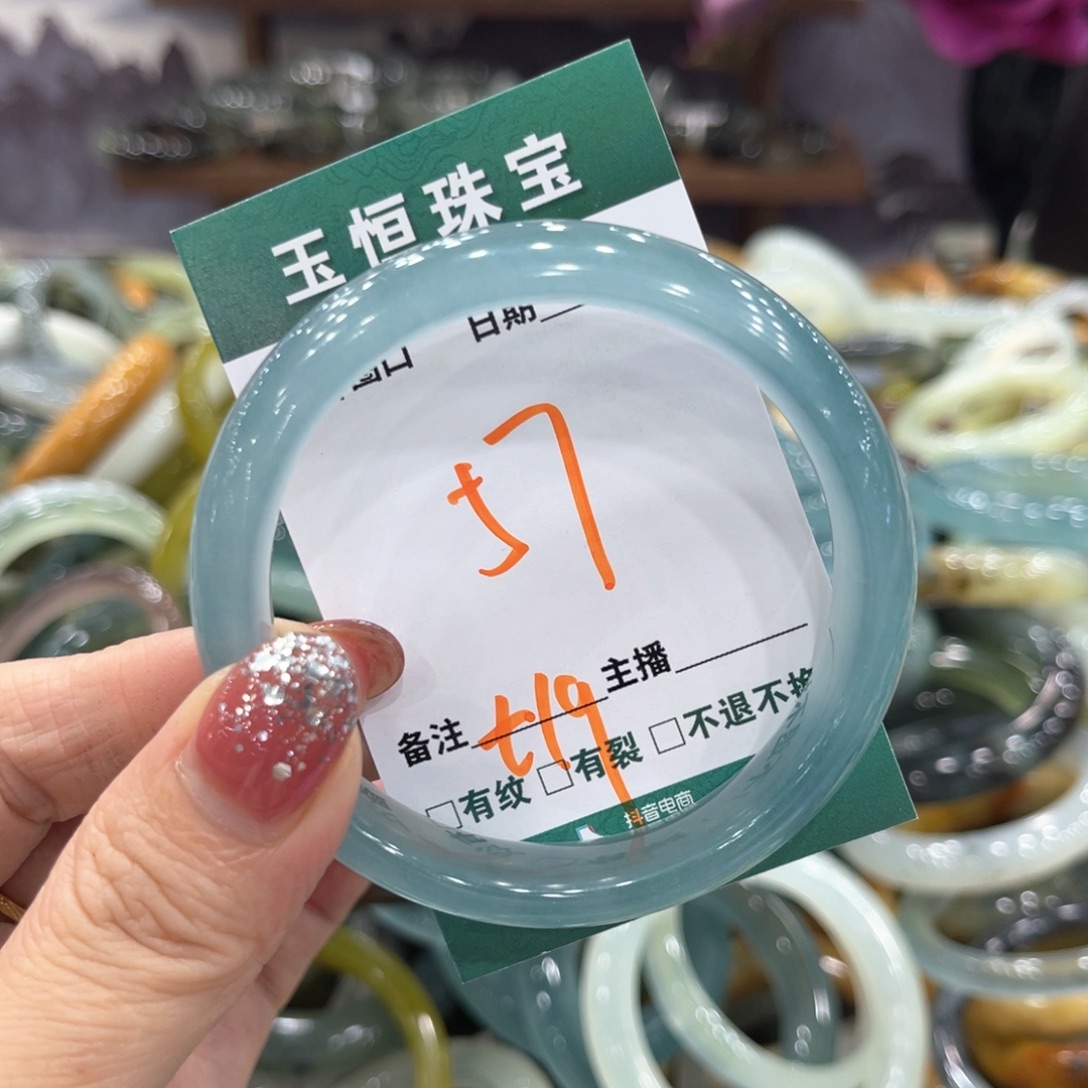 玉恒珠宝
日期
57
主播
备注 t19
□有纹 □有裂 □不退不换
抖音电商